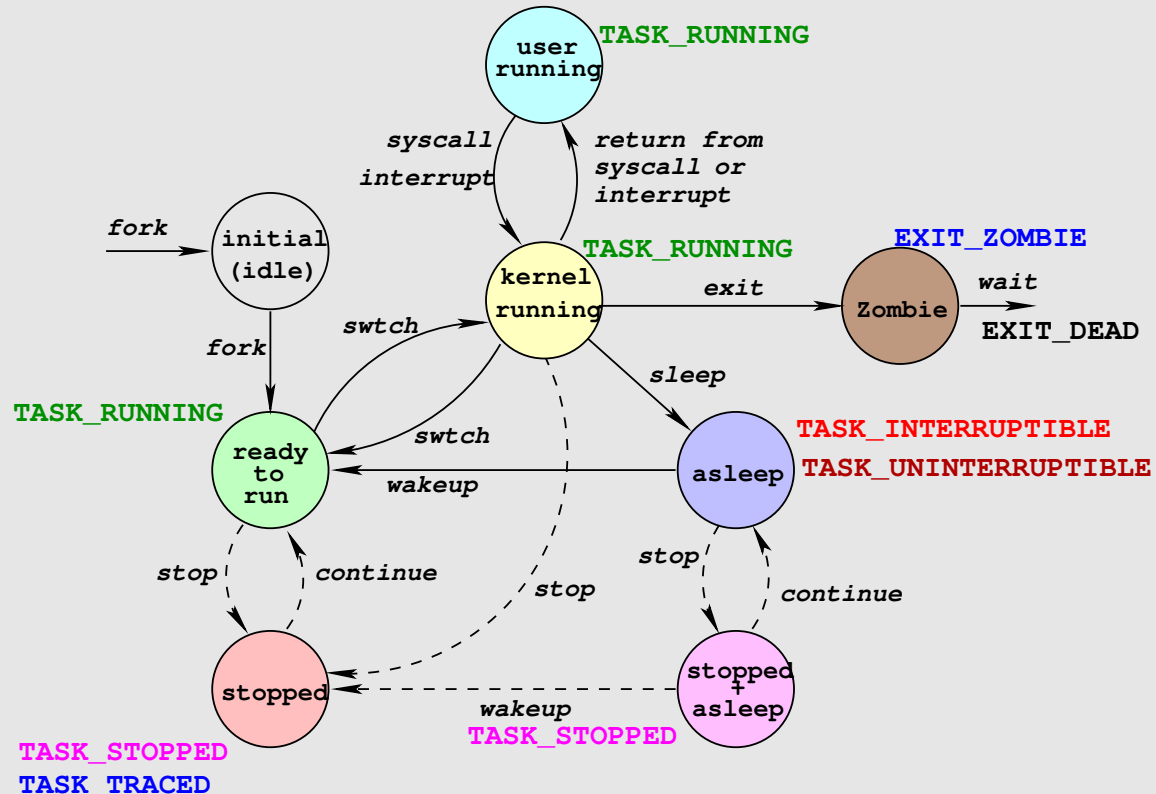 user
running
TASK_RUNNING
syscall
interrupt
return from
syscall or
interrupt
fork
initial
(idle)
TASK_RUNNING
kernel
running
EXIT_ZOMBIE
exit
Zombie
wait
EXIT_DEAD
swtch
fork
sleep
TASK_RUNNING
swtch
ready
to
run
wakeup
asleep
TASK_INTERRUPTIBLE
TASK_UNINTERRUPTIBLE
stop
continue
stop
stop
continue
stopped
stopped
+
asleep
wakeup
TASK_STOPPED
TASK_STOPPED
TASK_TRACED